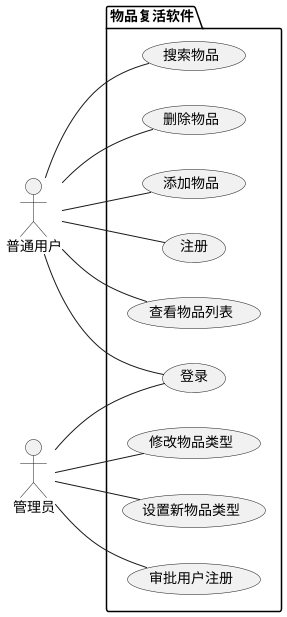 物品复活软件
搜索物品
删除物品
添加物品
普通用户
注册
查看物品列表
登录
修改物品类型
管理员
设置新物品类型
审批用户注册